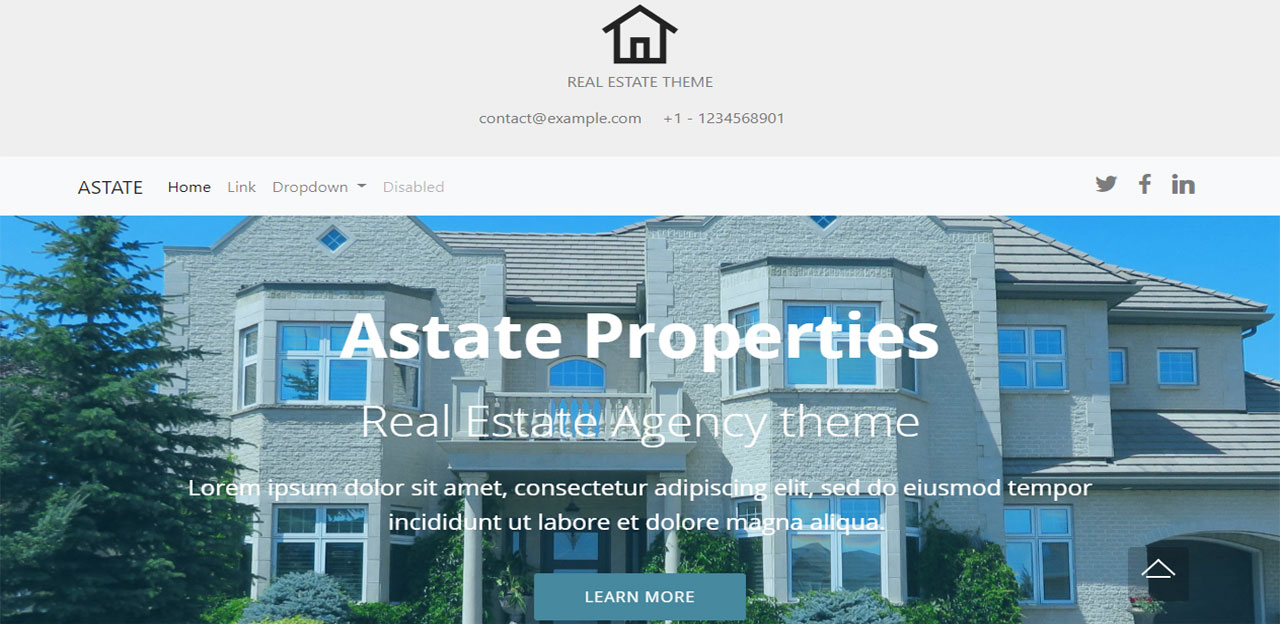 REAL ESTATE THEME
contact@example.com +1 - 1234568901
ASTATE Home Link Dropdown Disabled
Astate Properties
Real Estate Agency theme
Lorem ipsum dolor sit amet, consectetur adipiscing elit, sed do eiusmod tempor
incididunt ut labore et dolore magna aliqua.
LEARN MORE